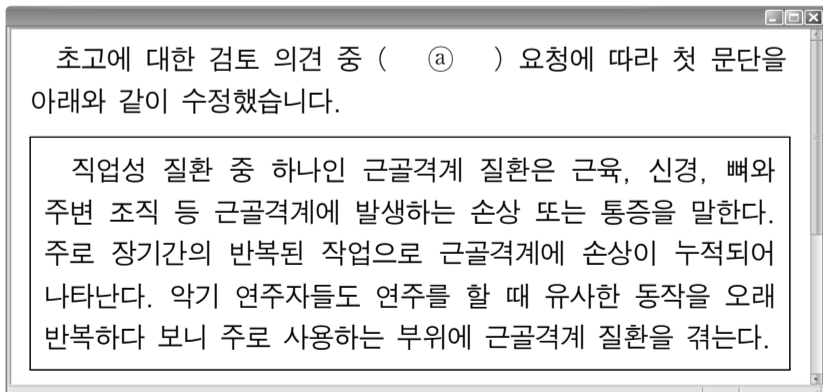 초고에 대한 검토 의견 중 ( ⓐ ) 요청에 따라 첫 문단을
아래와 같이 수정했습니다.
직업성 질환 중 하나인 근골격계 질환은 근육, 신경, 뼈와
주변 조직 등 근골격계에 발생하는 손상 또는 통증을 말한다.
주로 장기간의 반복된 작업으로 근골격계에 손상이 누적되어
나타난다. 악기 연주자들도 연주를 할 때 유사한 동작을 오래
반복하다 보니 주로 사용하는 부위에 근골격계 질환을 겪는다.